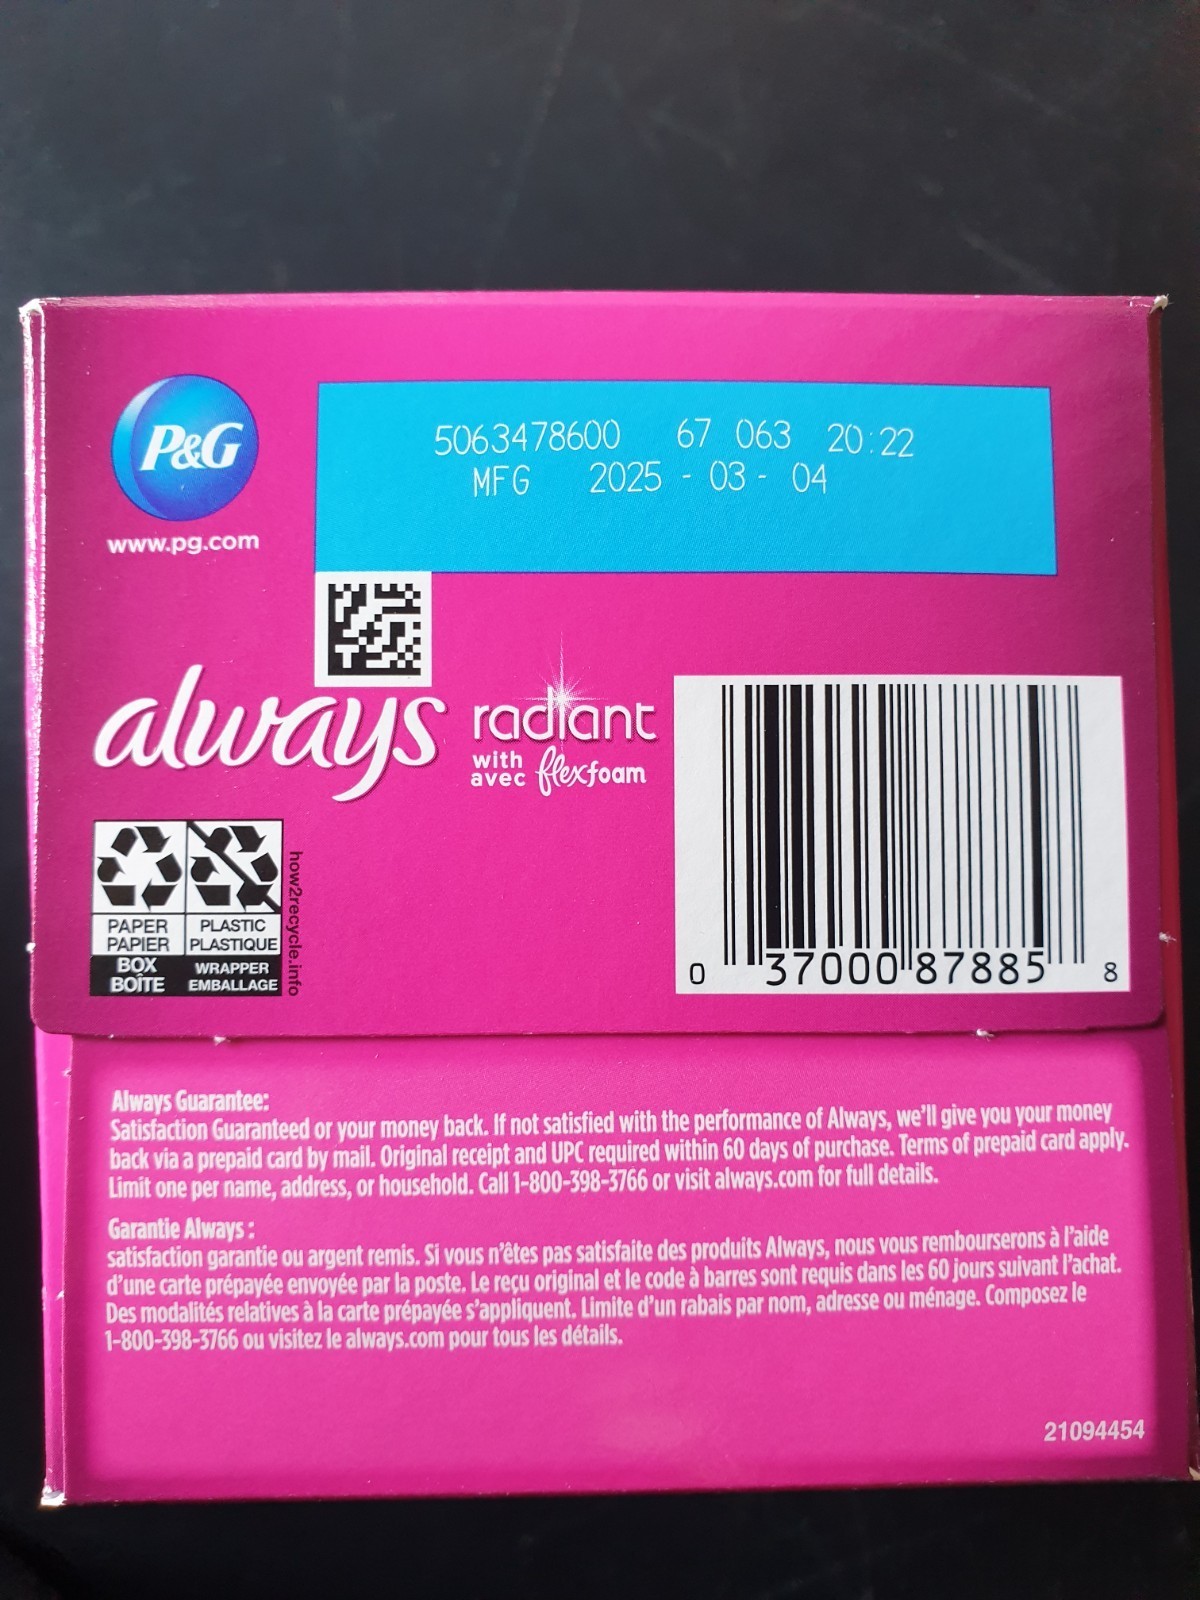 P&G
www.pg.com
5063478600 67 063 20:22
MFG 2025 - 03 - 04
always
radiant
with
avec flexfoam
PAPER
PAPIER
BOX
BOÎTE
PLASTIC
PLASTIQUE
WRAPPER
EMBALLAGE
how2recycle.info
0 37000 87885 8
Always Guarantee:
Satisfaction Guaranteed or your money back. If not satisfied with the performance of Always, we'll give you your money
back via a prepaid card by mail. Original receipt and UPC required within 60 days of purchase. Terms of prepaid card apply.
Limit one per name, address, or household. Call 1-800-398-3766 or visit always.com for full details.
Garantie Always :
satisfaction garantie ou argent remis. Si vous n'êtes pas satisfaite des produits Always, nous vous rembourserons à l'aide
d'une carte prépayée envoyée par la poste. Le reçu original et le code à barres sont requis dans les 60 jours suivant l'achat.
Des modalités relatives à la carte prépayée s'appliquent. Limite d'un rabais par nom, adresse ou ménage. Composez le
1-800-398-3766 ou visitez le always.com pour tous les détails.
21094454